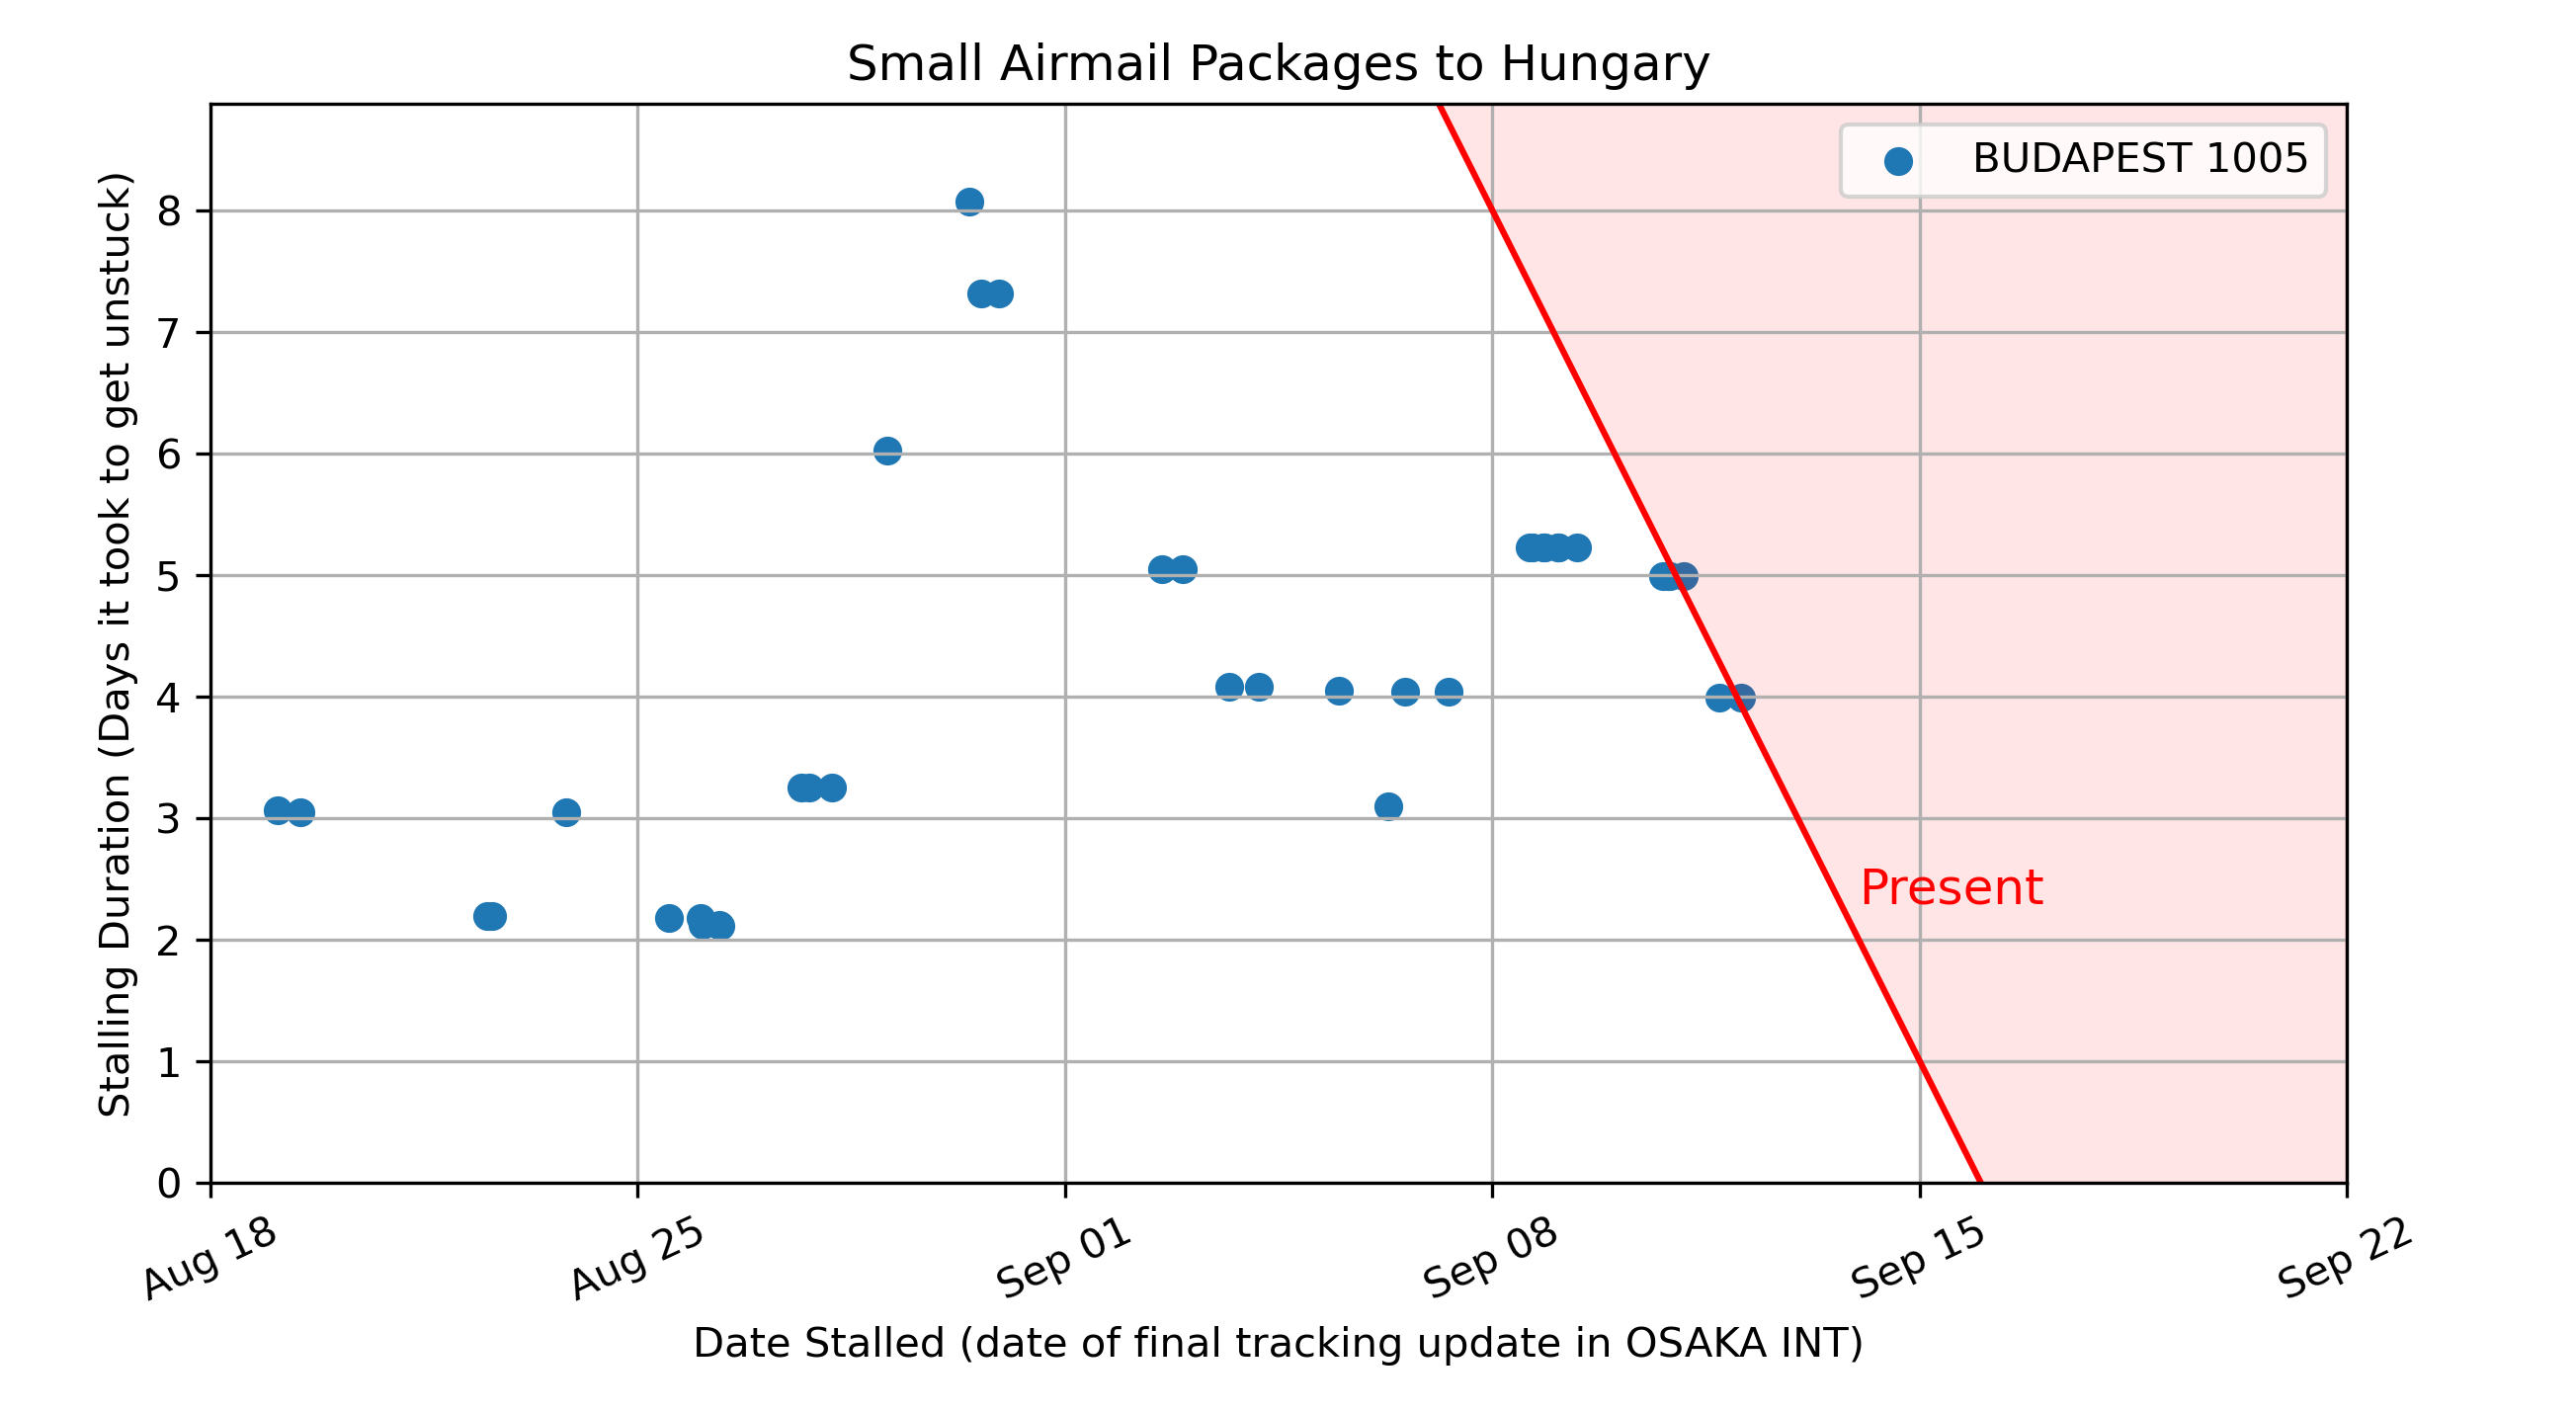 Small Airmail Packages to Hungary
BUDAPEST 1005
Stalling Duration (Days it took to get unstuck)
8
7
6
5
4
3
2
1
0
Present
Aug 18
Aug 25
Sep 01
Sep 08
Sep 15
Sep 22
Date Stalled (date of final tracking update in OSAKA INT)